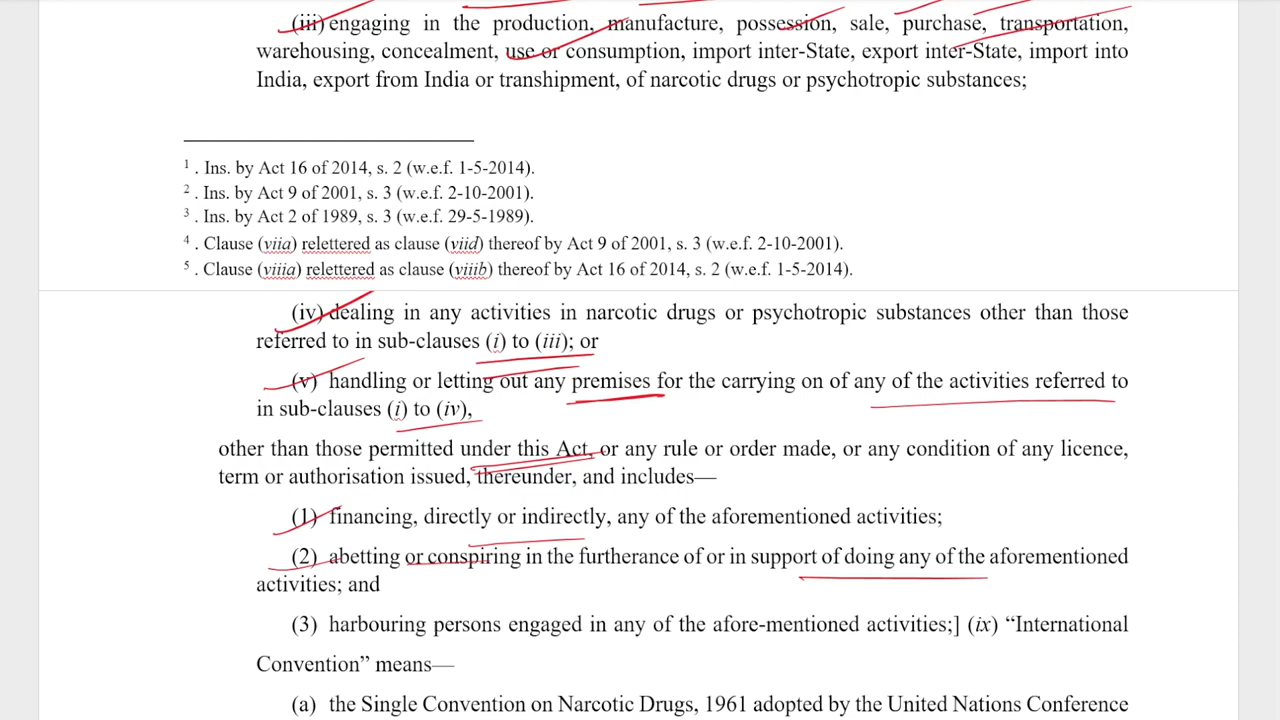 (iii) engaging in the production, manufacture, possession, sale, purchase, transportation,
warehousing, concealment, use or consumption, import inter-State, export inter-State, import into
India, export from India or transhipment, of narcotic drugs or psychotropic substances;
1 . Ins. by Act 16 of 2014, s. 2 (w.e.f. 1-5-2014).
2 . Ins. by Act 9 of 2001, s. 3 (w.e.f. 2-10-2001).
3 . Ins. by Act 2 of 1989, s. 3 (w.e.f. 29-5-1989).
4 . Clause (viia) relettered as clause (viid) thereof by Act 9 of 2001, s. 3 (w.e.f. 2-10-2001).
5 . Clause (viiia) relettered as clause (viiib) thereof by Act 16 of 2014, s. 2 (w.e.f. 1-5-2014).
(iv) dealing in any activities in narcotic drugs or psychotropic substances other than those
referred to in sub-clauses (i) to (iii); or
(v) handling or letting out any premises for the carrying on of any of the activities referred to
in sub-clauses (i) to (iv),
other than those permitted under this Act, or any rule or order made, or any condition of any licence,
term or authorisation issued, thereunder, and includes—
(1) financing, directly or indirectly, any of the aforementioned activities;
(2) abetting or conspiring in the furtherance of or in support of doing any of the aforementioned
activities; and
(3) harbouring persons engaged in any of the afore-mentioned activities;] (ix) “International
Convention” means—
(a) the Single Convention on Narcotic Drugs, 1961 adopted by the United Nations Conference